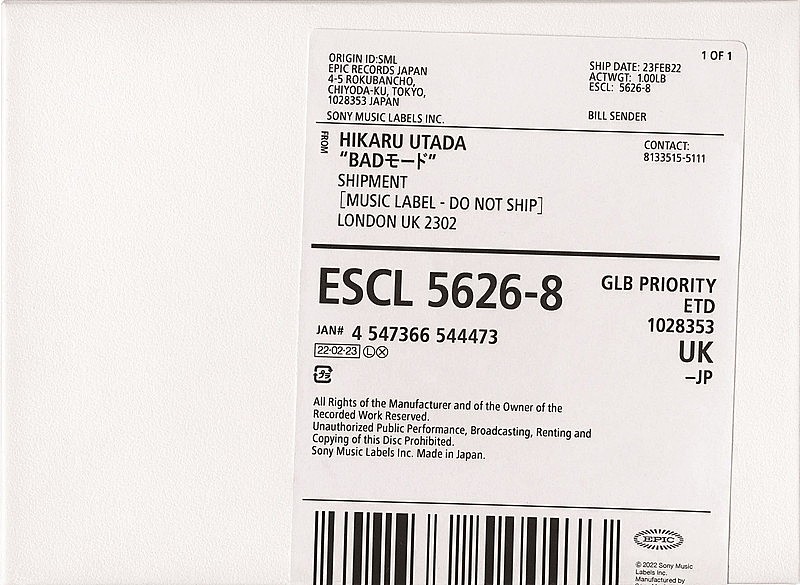 1 OF 1
ORIGIN ID:SML
EPIC RECORDS JAPAN
4-5 ROKUBANCHO,
CHIYODA-KU, TOKYO,
1028353 JAPAN
SONY MUSIC LABELS INC.
SHIP DATE: 23FEB22
ACTWGT: 1.00LB
ESCL: 5626-8
BILL SENDER
FROM
HIKARU UTADA
“BADモード”
SHIPMENT
[MUSIC LABEL - DO NOT SHIP]
LONDON UK 2302
CONTACT:
8133515-5111
ESCL 5626-8
JAN# 4 547366 544473
22·02·23 Ⓛ Ⓧ
プラ
GLB PRIORITY
ETD
1028353
UK
–JP
All Rights of the Manufacturer and of the Owner of the
Recorded Work Reserved.
Unauthorized Public Performance, Broadcasting, Renting and
Copying of this Disc Prohibited.
Sony Music Labels Inc. Made in Japan.
EPIC
© 2022 Sony Music
Labels Inc.
Manufactured by